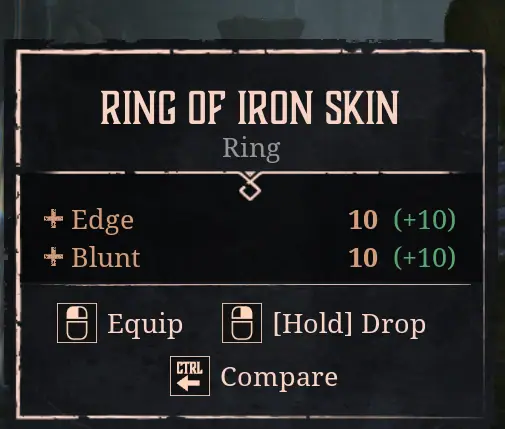 RING OF IRON SKIN
Ring
Edge 10 (+10)
Blunt 10 (+10)
Equip [Hold] Drop
CTRL Compare